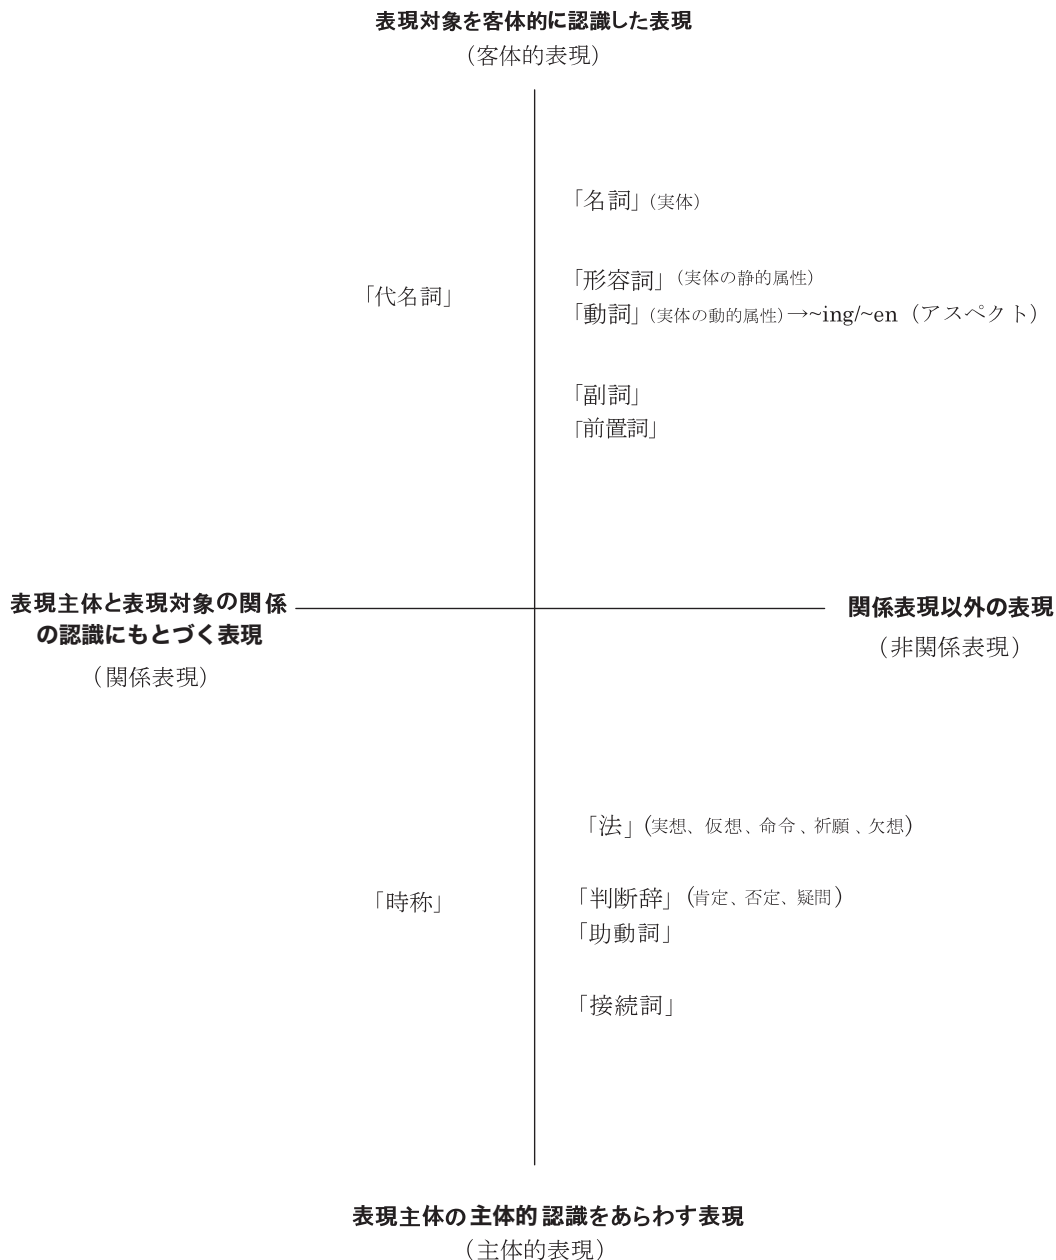 表現対象を客体的に認識した表現
（客体的表現）
「名詞」（実体）
「形容詞」（実体の静的属性）
「代名詞」
「動詞」（実体の動的属性）→~ing/~en（アスペクト）
「副詞」
「前置詞」
表現主体と表現対象の関係
の認識にもとづく表現
（関係表現）
関係表現以外の表現
（非関係表現）
「法」(実想、仮想、命令、祈願、欠想)
「時称」
「判断辞」(肯定、否定、疑問)
「助動詞」
「接続詞」
表現主体の主体的認識をあらわす表現
（主体的表現）